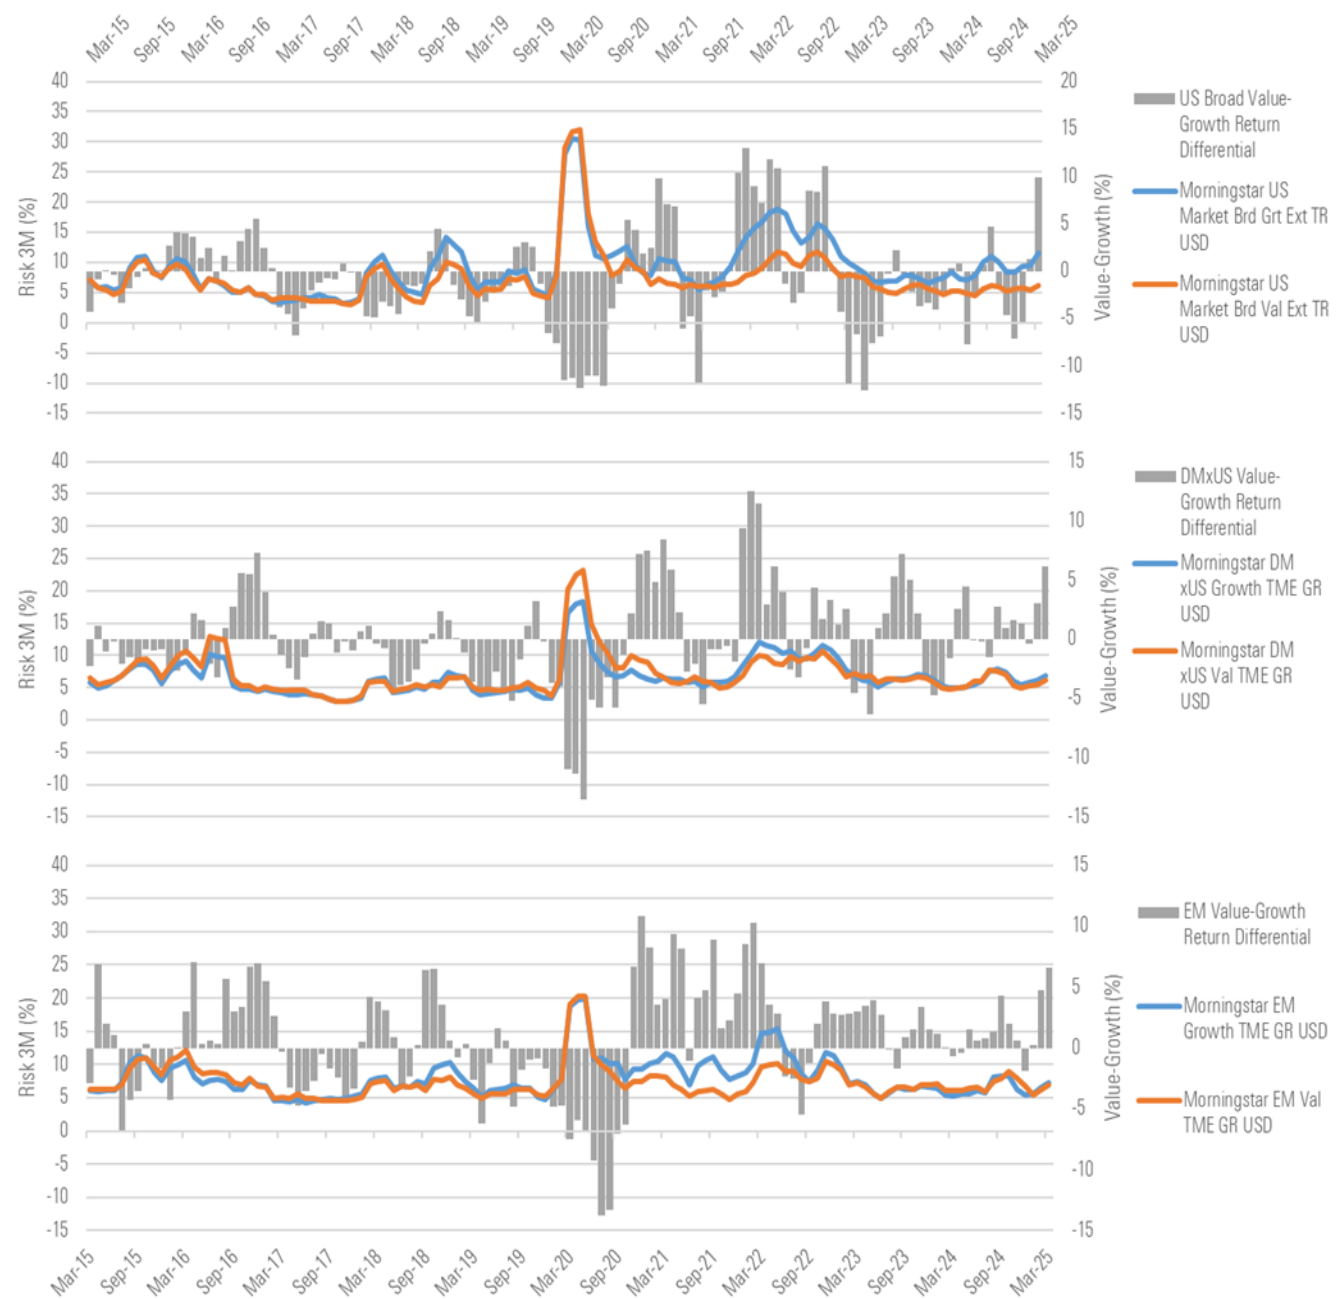 Mar-15 Sep-15 Mar-16 Sep-16 Mar-17 Sep-17 Mar-18 Sep-18 Mar-19 Sep-19 Mar-20 Sep-20 Mar-21 Sep-21 Mar-22 Sep-22 Mar-23 Sep-23 Mar-24 Sep-24 Mar-25
40
35
30
25
20
15
10
5
0
-5
-10
-15
Risk 3M (%)
20
15
10
5
0
-5
-10
-15
Value-Growth (%)
US Broad Value-
Growth Return
Differential
Morningstar US
Market Brd Grt Ext TR
USD
Morningstar US
Market Brd Val Ext TR
USD
40
35
30
25
20
15
10
5
0
-5
-10
-15
Risk 3M (%)
15
10
5
0
-5
-10
-15
Value-Growth (%)
DMxUS Value-
Growth Return
Differential
Morningstar DM
xUS Growth TME GR
USD
Morningstar DM
xUS Val TME GR
USD
40
35
30
25
20
15
10
5
0
-5
-10
-15
Risk 3M (%)
15
10
5
0
-5
-10
-15
Value-Growth (%)
EM Value-Growth
Return Differential
Morningstar EM
Growth TME GR USD
Morningstar EM Val
TME GR USD
Mar-15 Sep-15 Mar-16 Sep-16 Mar-17 Sep-17 Mar-18 Sep-18 Mar-19 Sep-19 Mar-20 Sep-20 Mar-21 Sep-21 Mar-22 Sep-22 Mar-23 Sep-23 Mar-24 Sep-24 Mar-25